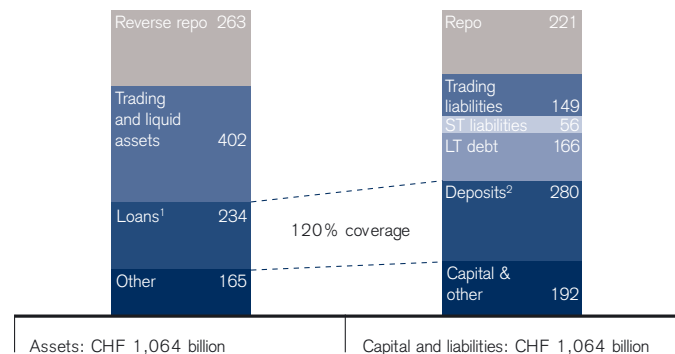 Reverse repo 263
Trading
and liquid
assets 402
Loans¹ 234
Other 165
120% coverage
Repo 221
Trading
liabilities 149
ST liabilities 56
LT debt 166
Deposits² 280
Capital &
other 192
Assets: CHF 1,064 billion
Capital and liabilities: CHF 1,064 billion